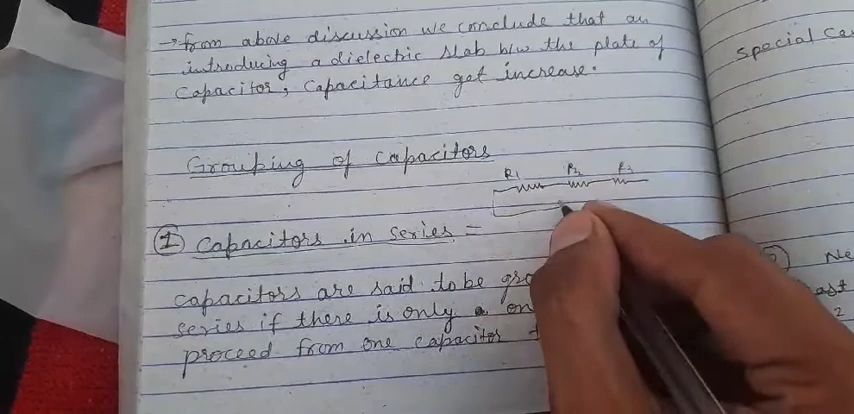 → from above discussion we conclude that an
introducing a dielectric slab b/w the plate of
capacitor, capacitance get increase.
Special Ca
Grouping of capacitors
R1 R2 R3
① Capacitors in series =
Ne
capacitors are said to be gro
series if there is only a on
proceed from one capacitor
2